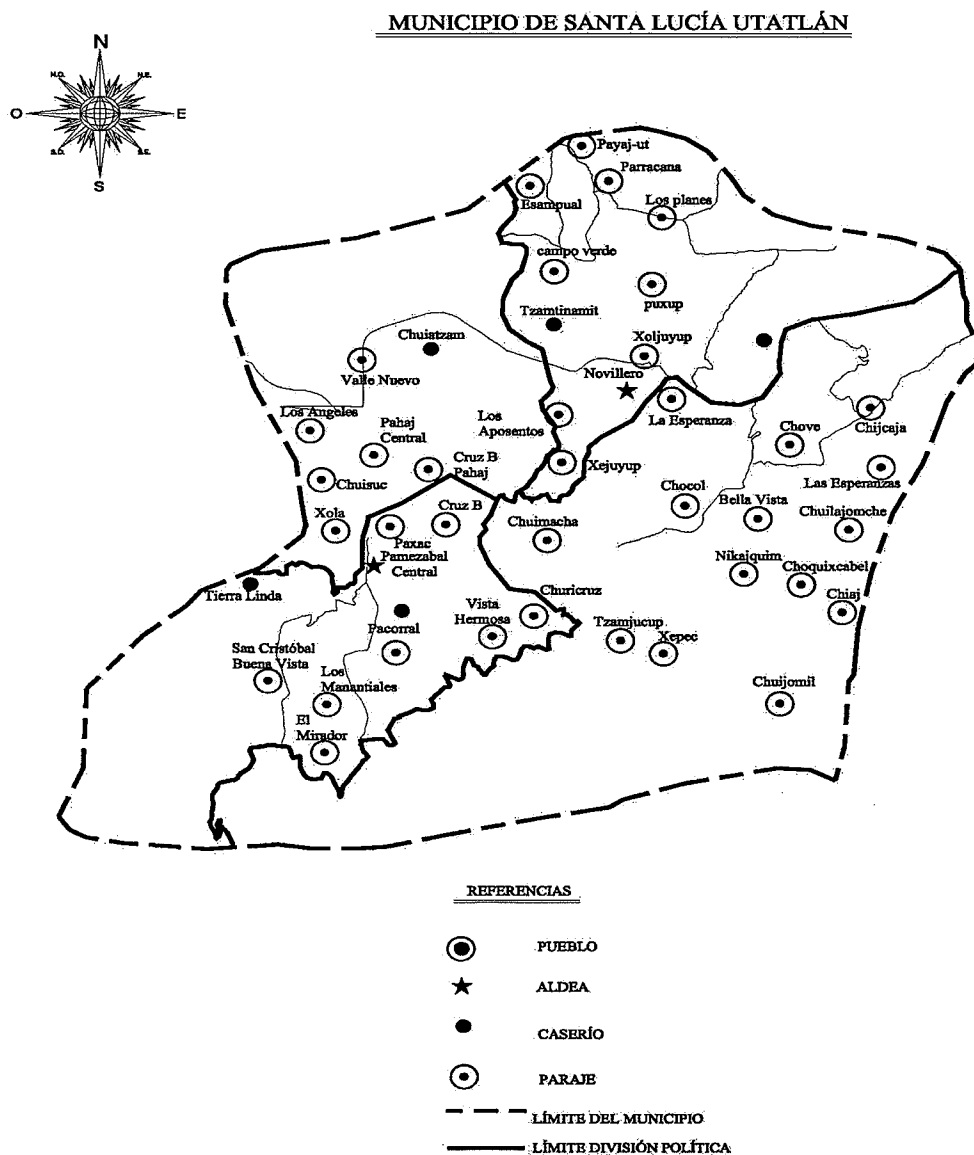 MUNICIPIO DE SANTA LUCÍA UTATLÁN
N
N.O.
N.E.
O
E
S.O.
S.E.
S
Payaj-ut
Parracana
Esampual
Los planes
campo verde
puxup
Tzamtinamit
Chuiatzam
Xoljuyup
Valle Nuevo
Novillero
Los Angeles
Los
Aposentos
La Esperanza
Pahaj
Central
Chove
Chijcaja
Cruz B
Pahaj
Xejuyup
Las Esperanzas
Chuisuc
Chocol
Bella Vista
Xola
Cruz B
Chuimacha
Chuilajomche
Paxac
Pamezabal
Central
Nikajquim
Choquixcabel
Tierra Linda
Chiaj
Vista
Hermosa
Churicruz
Pacorral
Tzamjucup
Xepec
San Cristóbal
Buena Vista
Los
Manantiales
Chuijomil
El
Mirador
REFERENCIAS
PUEBLO
ALDEA
CASERÍO
PARAJE
LÍMITE DEL MUNICIPIO
LÍMITE DIVISIÓN POLÍTICA